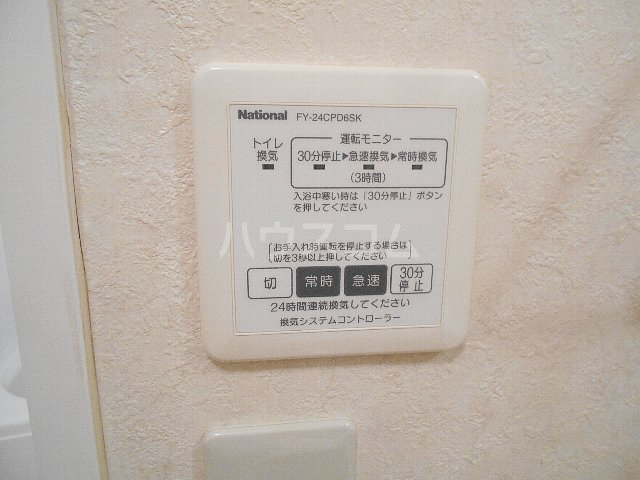 National FY-24CPD6SK
トイレ
換気
運転モニター
30分停止▶急速換気▶常時換気
(3時間)
入浴中寒い時は「30分停止」ボタン
を押してください
ハウスコム
お手入れ時運転を停止する場合は
切を3秒以上押してください
切 常時 急速 30分
停止
24時間連続換気してください
換気システムコントローラー